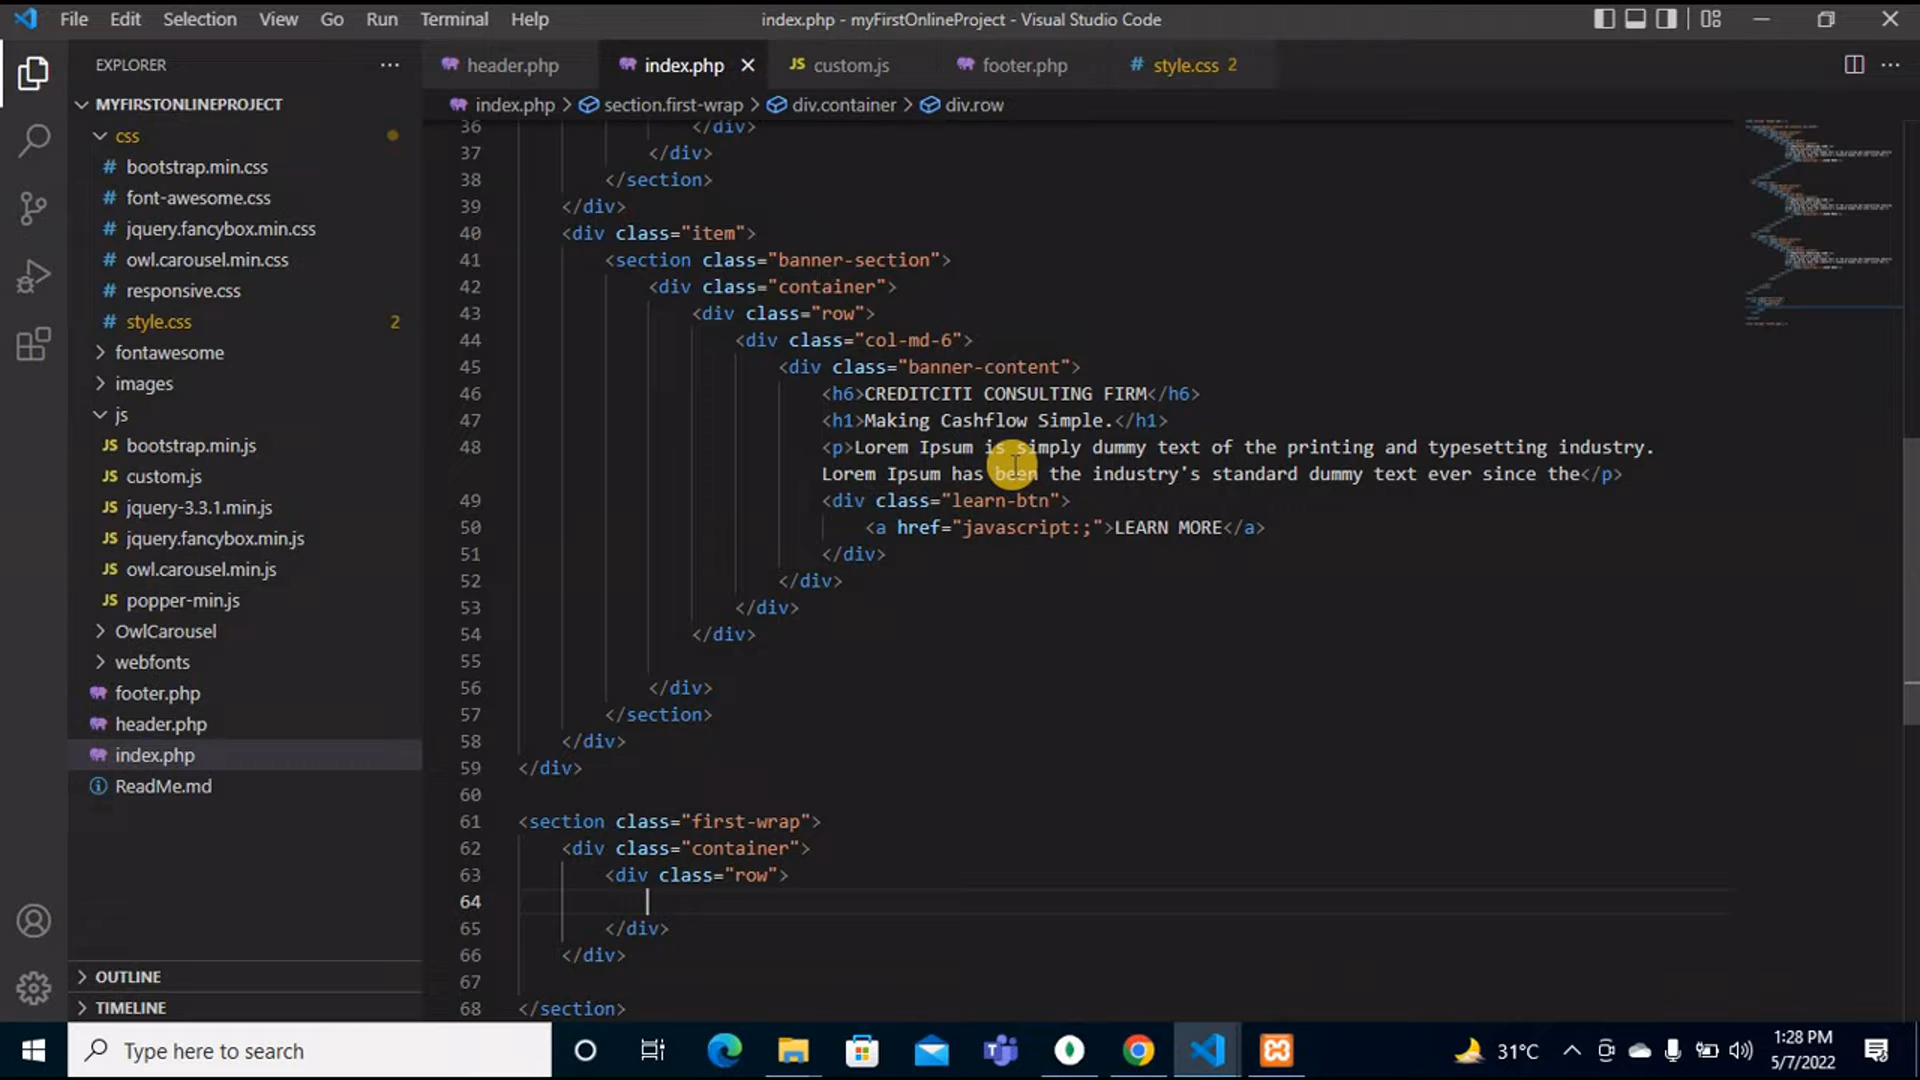 File Edit Selection View Go Run Terminal Help index.php - myFirstOnlineProject - Visual Studio Code
EXPLORER ···
header.php index.php custom.js footer.php style.css 2
index.php > section.first-wrap > div.container > div.row
MYFIRSTONLINEPROJECT
css
bootstrap.min.css
font-awesome.css
jquery.fancybox.min.css
owl.carousel.min.css
responsive.css
style.css 2
fontawesome
images
js
bootstrap.min.js
custom.js
jquery-3.3.1.min.js
jquery.fancybox.min.js
owl.carousel.min.js
popper-min.js
OwlCarousel
webfonts
footer.php
header.php
index.php
ReadMe.md
OUTLINE
TIMELINE
36 </div>
37 </div>
38 </section>
39 </div>
40 <div class="item">
41 <section class="banner-section">
42 <div class="container">
43 <div class="row">
44 <div class="col-md-6">
45 <div class="banner-content">
46 <h6>CREDITCITI CONSULTING FIRM</h6>
47 <h1>Making Cashflow Simple.</h1>
48 <p>Lorem Ipsum is simply dummy text of the printing and typesetting industry.
Lorem Ipsum has been the industry's standard dummy text ever since the</p>
49 <div class="learn-btn">
50 <a href="javascript:;">LEARN MORE</a>
51 </div>
52 </div>
53 </div>
54 </div>
55
56 </div>
57 </section>
58 </div>
59 </div>
60
61 <section class="first-wrap">
62 <div class="container">
63 <div class="row">
64
65 </div>
66 </div>
67
68 </section>
Type here to search
31°C
1:28 PM
5/7/2022